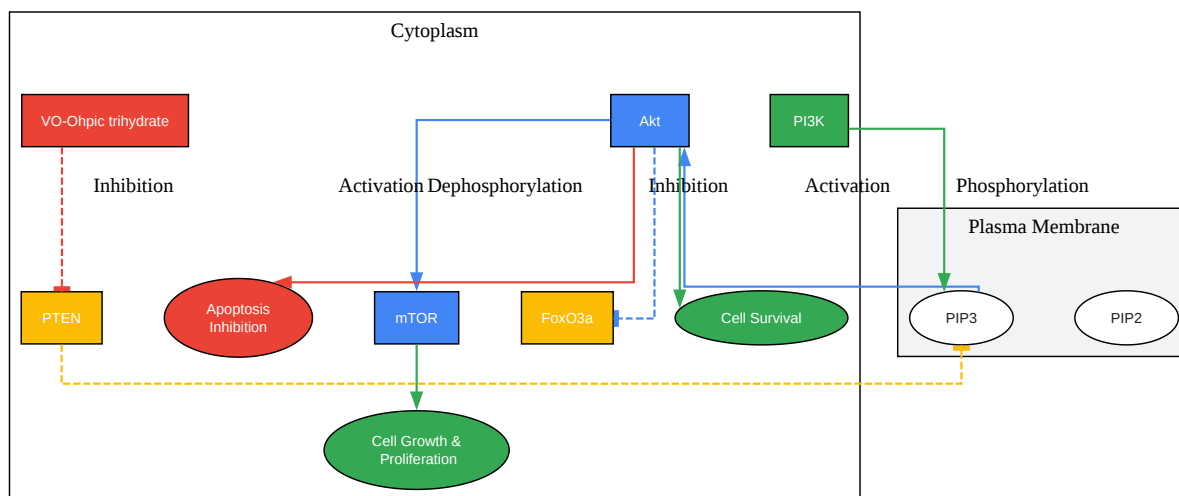 Cytoplasm
VO-Ohpic trihydrate
Akt
PI3K
Inhibition
Activation
Dephosphorylation
Inhibition
Activation
Phosphorylation
Plasma Membrane
PTEN
Apoptosis
Inhibition
mTOR
FoxO3a
Cell Survival
PIP3
PIP2
Cell Growth &
Proliferation